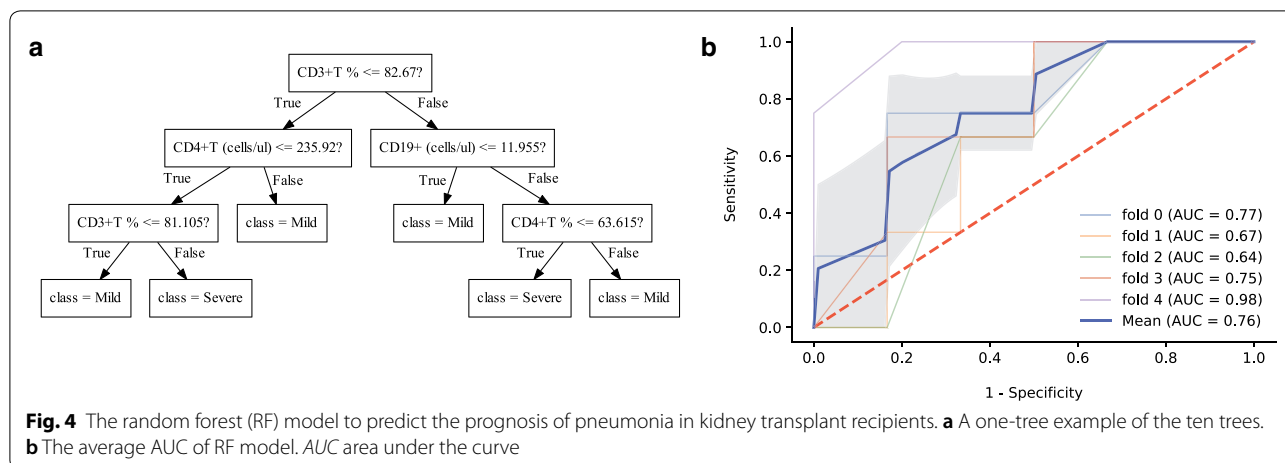 a
CD3+T % <= 82.67?
True
False
CD4+T (cells/ul) <= 235.92?
CD19+ (cells/ul) <= 11.955?
True
False
True
False
CD3+T % <= 81.105?
class = Mild
class = Mild
CD4+T % <= 63.615?
True
False
True
False
class = Mild
class = Severe
class = Severe
class = Mild
b
1.0
0.8
0.6
0.4
0.2
0.0
Sensitivity
fold 0 (AUC = 0.77)
fold 1 (AUC = 0.67)
fold 2 (AUC = 0.64)
fold 3 (AUC = 0.75)
fold 4 (AUC = 0.98)
Mean (AUC = 0.76)
0.0 0.2 0.4 0.6 0.8 1.0
1 - Specificity
Fig. 4 The random forest (RF) model to predict the prognosis of pneumonia in kidney transplant recipients. a A one-tree example of the ten trees.
b The average AUC of RF model. AUC area under the curve